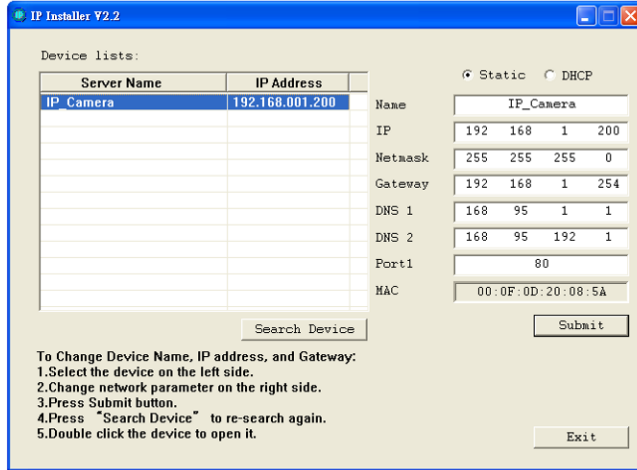 IP Installer V2.2
Device lists:
Server Name IP Address
IP_Camera 192.168.001.200
Static DHCP
Name IP_Camera
IP 192 168 1 200
Netmask 255 255 255 0
Gateway 192 168 1 254
DNS 1 168 95 1 1
DNS 2 168 95 192 1
Port1 80
MAC 00:0F:0D:20:08:5A
Search Device
Submit
To Change Device Name, IP address, and Gateway:
1.Select the device on the left side.
2.Change network parameter on the right side.
3.Press Submit button.
4.Press “Search Device” to re-search again.
5.Double click the device to open it.
Exit